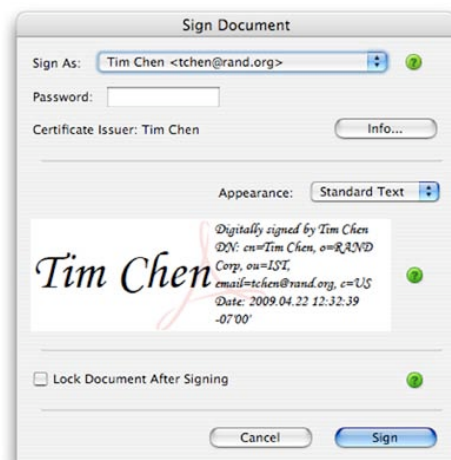 Sign Document
Sign As: Tim Chen <tchen@rand.org>
Password:
Certificate Issuer: Tim Chen
Info...
Appearance: Standard Text
Tim Chen
Digitally signed by Tim Chen
DN: cn=Tim Chen, o=RAND
Corp, ou=IST,
email=tchen@rand.org, c=US
Date: 2009.04.22 12:32:39
-07'00'
Lock Document After Signing
Cancel
Sign